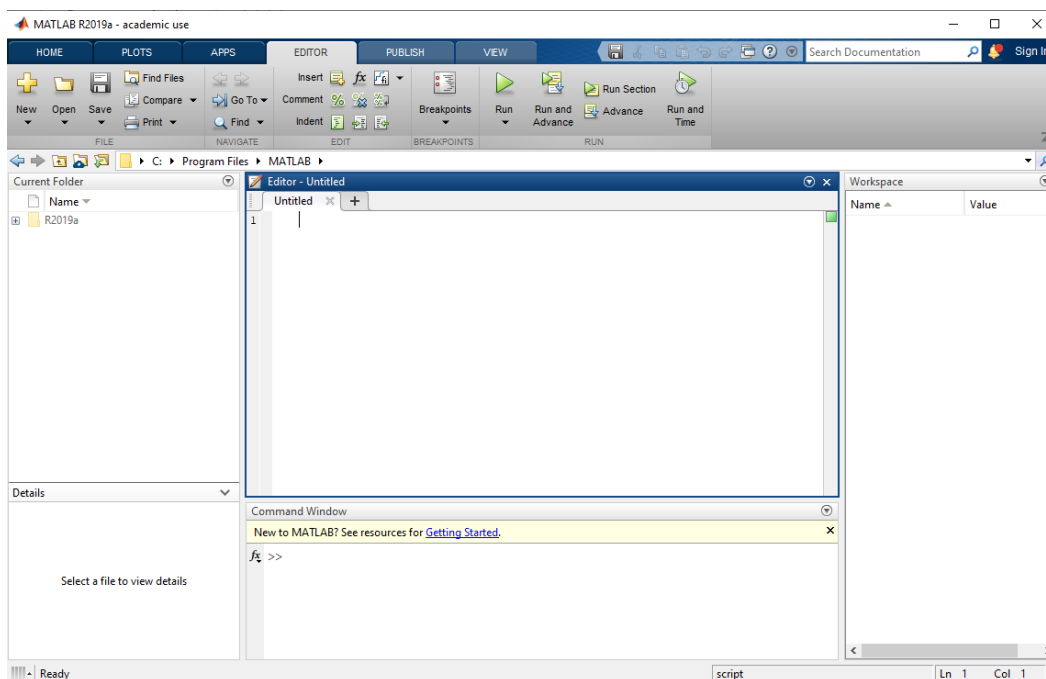 MATLAB R2019a - academic use
HOME PLOTS APPS EDITOR PUBLISH VIEW Search Documentation Sign In
Find Files Insert fx
New Open Save Compare Go To Comment % Breakpoints Run Run and Advance Run Section Advance Run and Time
Print Find Indent
FILE NAVIGATE EDIT BREAKPOINTS RUN
C: Program Files MATLAB
Current Folder Editor - Untitled Workspace
Name Untitled + Name Value
R2019a 1
Details
Select a file to view details
Command Window
New to MATLAB? See resources for Getting Started.
fx >>
Ready script Ln 1 Col 1